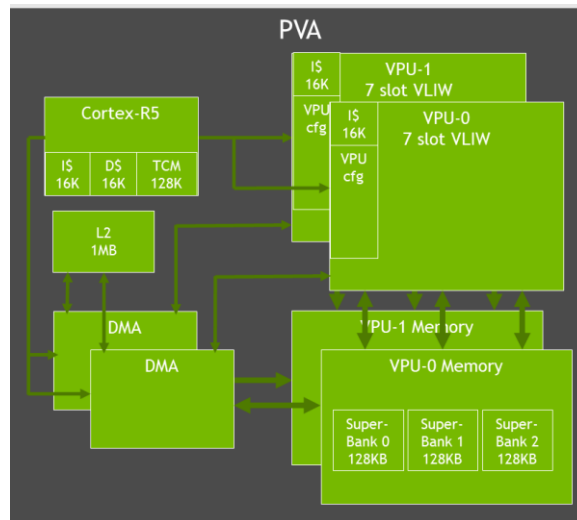 PVA
I$
16K
VPU-1
7 slot VLIW
VPU
cfg
I$
16K
VPU-0
7 slot VLIW
VPU
cfg
Cortex-R5
I$
16K
D$
16K
TCM
128K
L2
1MB
DMA
DMA
VPU-1 Memory
VPU-0 Memory
Super-
Bank 0
128KB
Super-
Bank 1
128KB
Super-
Bank 2
128KB